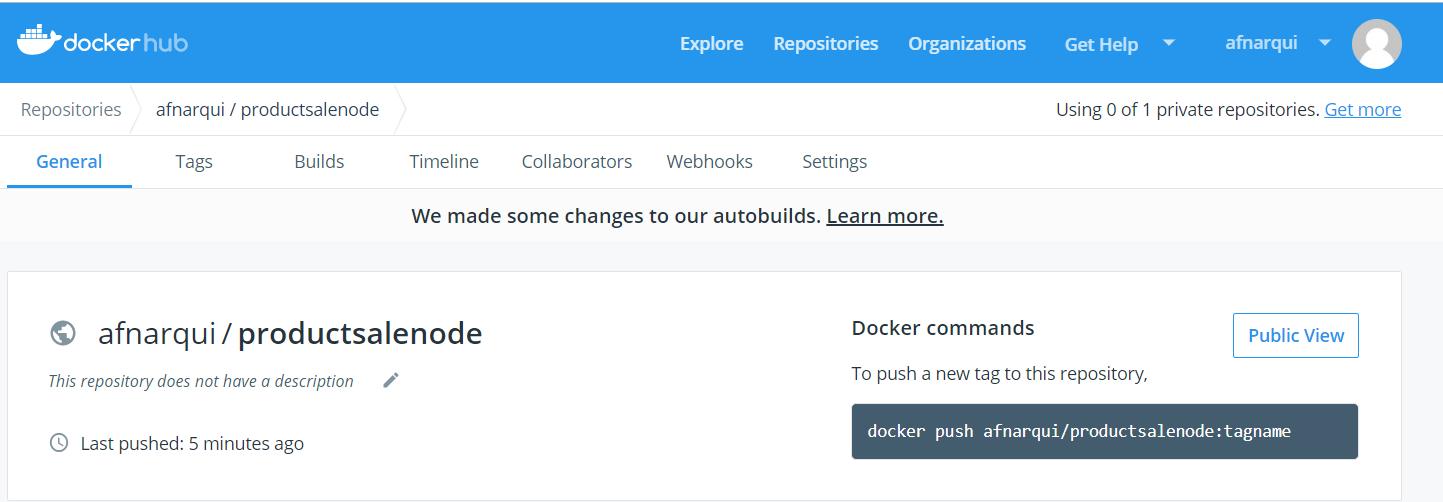 dockerhub Explore Repositories Organizations Get Help afnarqui
Repositories afnarqui / productsalenode Using 0 of 1 private repositories. Get more
General Tags Builds Timeline Collaborators Webhooks Settings
We made some changes to our autobuilds. Learn more.
afnarqui / productsalenode
This repository does not have a description
Last pushed: 5 minutes ago
Docker commands
Public View
To push a new tag to this repository,
docker push afnarqui/productsalenode:tagname